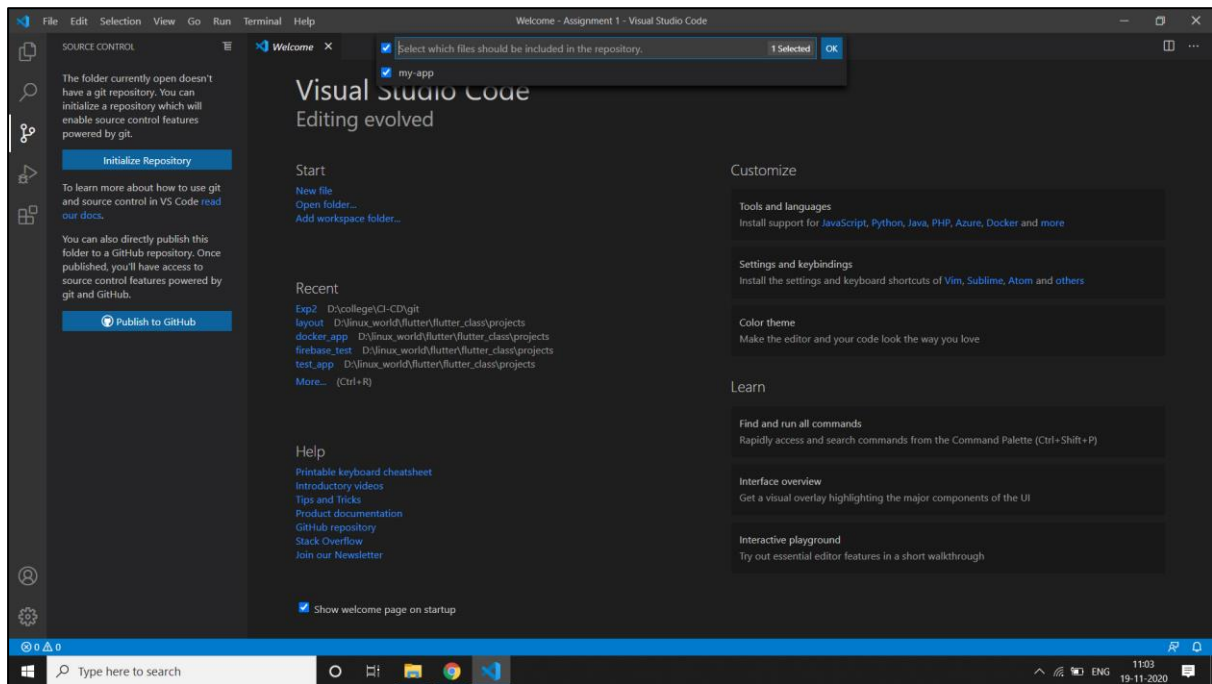 File Edit Selection View Go Run Terminal Help
Welcome - Assignment 1 - Visual Studio Code
SOURCE CONTROL
The folder currently open doesn't
have a git repository. You can
initialize a repository which will
enable source control features
powered by git.
Initialize Repository
To learn more about how to use git
and source control in VS Code read
our docs.
You can also directly publish this
folder to a GitHub repository. Once
published, you'll have access to
source control features powered by
git and GitHub.
Publish to GitHub
Welcome
Select which files should be included in the repository.
1 Selected
OK
my-app
Visual Studio Code
Editing evolved
Start
New file
Open folder...
Add workspace folder...
Recent
Exp2 D:\college\CI-CD\git
layout D:\linux_world\flutter\flutter_class\projects
docker_app D:\linux_world\flutter\flutter_class\projects
firebase_test D:\linux_world\flutter\flutter_class\projects
test_app D:\linux_world\flutter\flutter_class\projects
More... (Ctrl+R)
Help
Printable keyboard cheatsheet
Introductory videos
Tips and Tricks
Product documentation
GitHub repository
Stack Overflow
Join our Newsletter
Show welcome page on startup
Customize
Tools and languages
Install support for JavaScript, Python, Java, PHP, Azure, Docker and more
Settings and keybindings
Install the settings and keyboard shortcuts of Vim, Sublime, Atom and others
Color theme
Make the editor and your code look the way you love
Learn
Find and run all commands
Rapidly access and search commands from the Command Palette (Ctrl+Shift+P)
Interface overview
Get a visual overlay highlighting the major components of the UI
Interactive playground
Try out essential editor features in a short walkthrough
0 0
Type here to search
ENG
11:03
19-11-2020